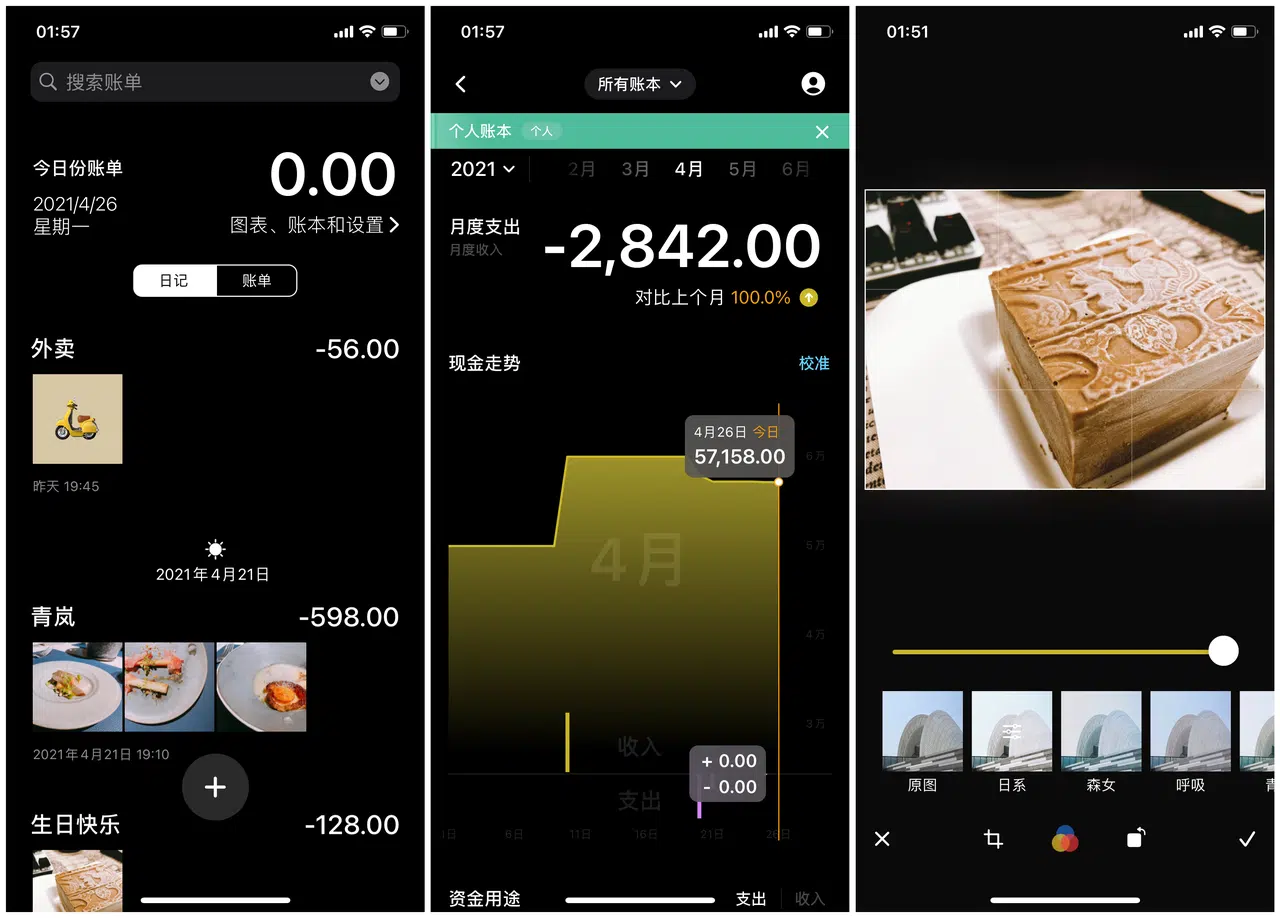 01:57
搜索账单
今日份账单
0.00
2021/4/26
星期一
图表、账本和设置
日记
账单
外卖
-56.00
昨天 19:45
2021年4月21日
青岚
-598.00
2021年4月21日 19:10
+
生日快乐
-128.00
01:57
所有账本
个人账本 个人
2021
2月 3月 4月 5月 6月
月度支出
月度收入
-2,842.00
对比上个月 100.0%
现金走势
校准
4月26日 今日
57,158.00
6万
5万
4月
4万
3万
收入
+ 0.00
- 0.00
支出
1日 6日 11日 16日 21日 26日
资金用途
支出
收入
01:51
原图
日系
森女
呼吸